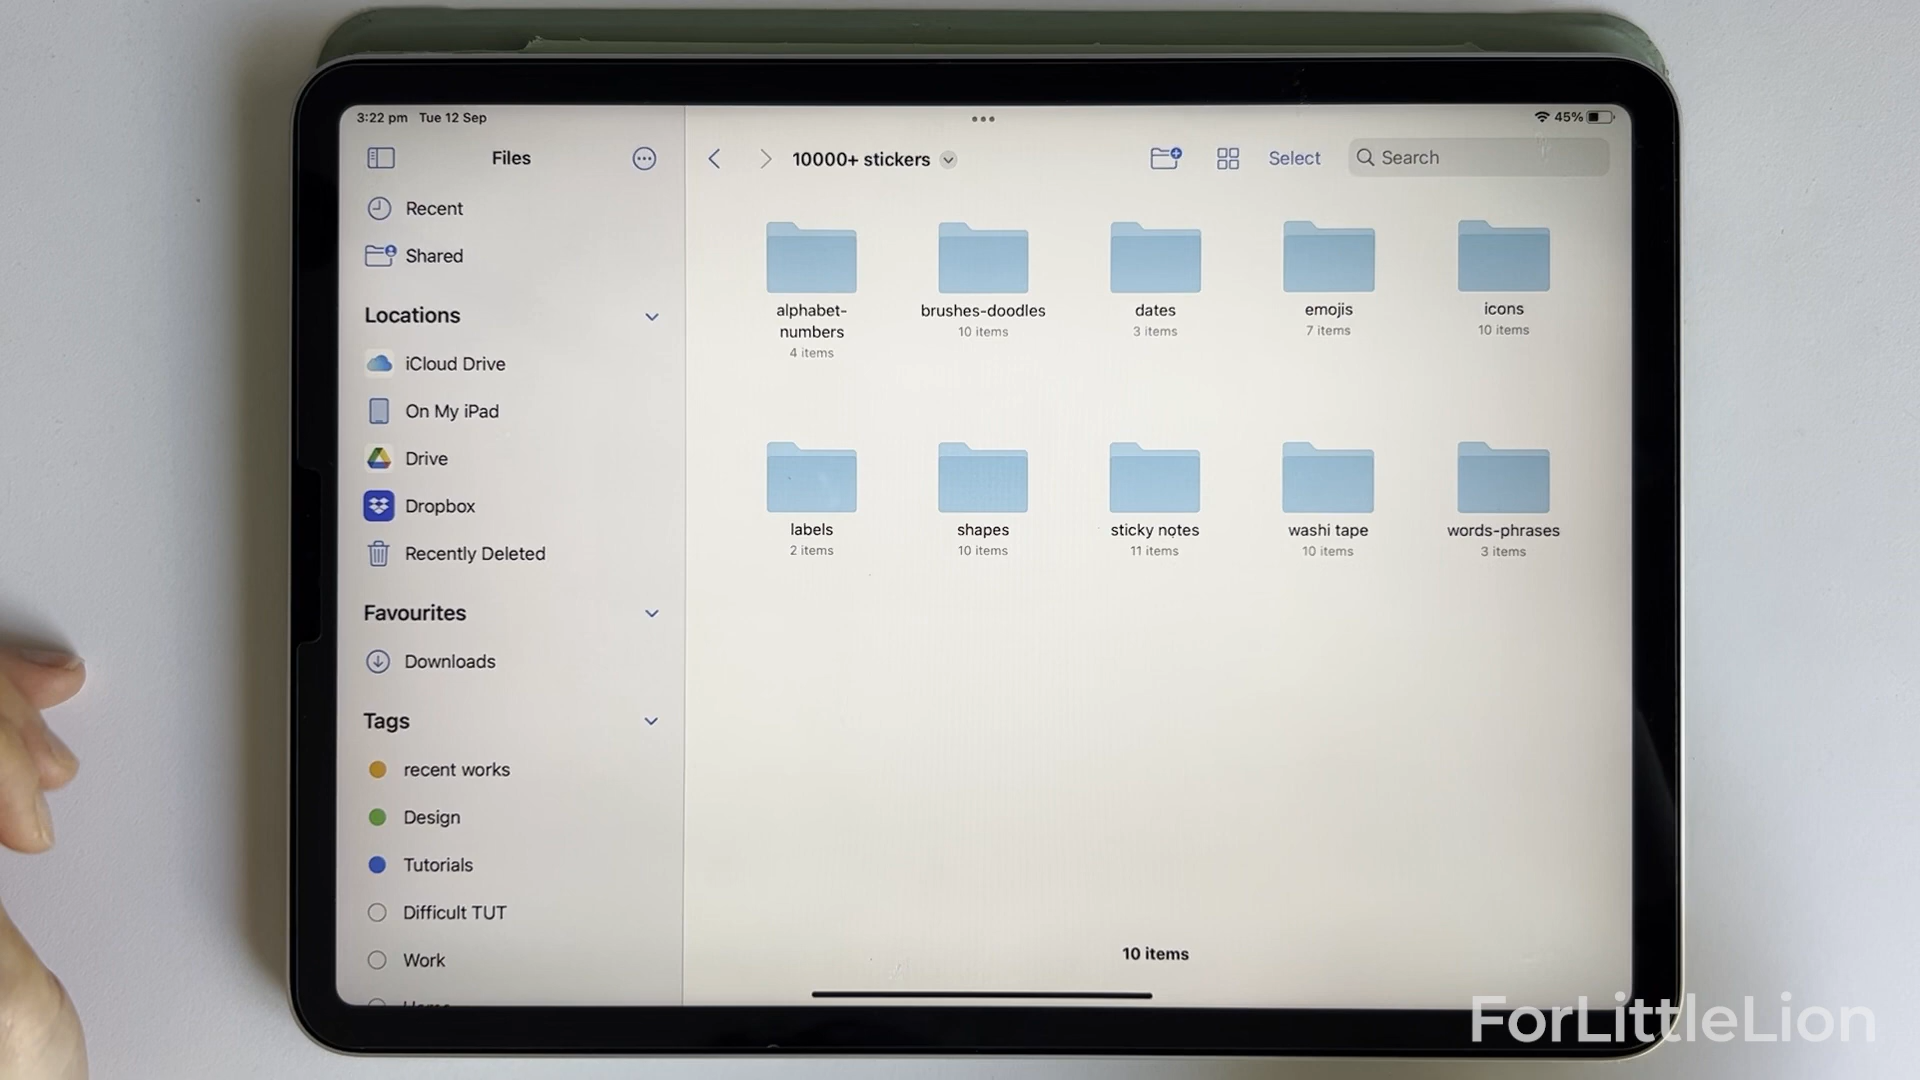 3:22 pm Tue 12 Sep
45%
Files
10000+ stickers
Select
Search
Recent
Shared
Locations
iCloud Drive
On My iPad
Drive
Dropbox
Recently Deleted
Favourites
Downloads
Tags
recent works
Design
Tutorials
Difficult TUT
Work
alphabet-
numbers
4 items
brushes-doodles
10 items
dates
3 items
emojis
7 items
icons
10 items
labels
2 items
shapes
10 items
sticky notes
11 items
washi tape
10 items
words-phrases
3 items
10 items
ForLittleLion